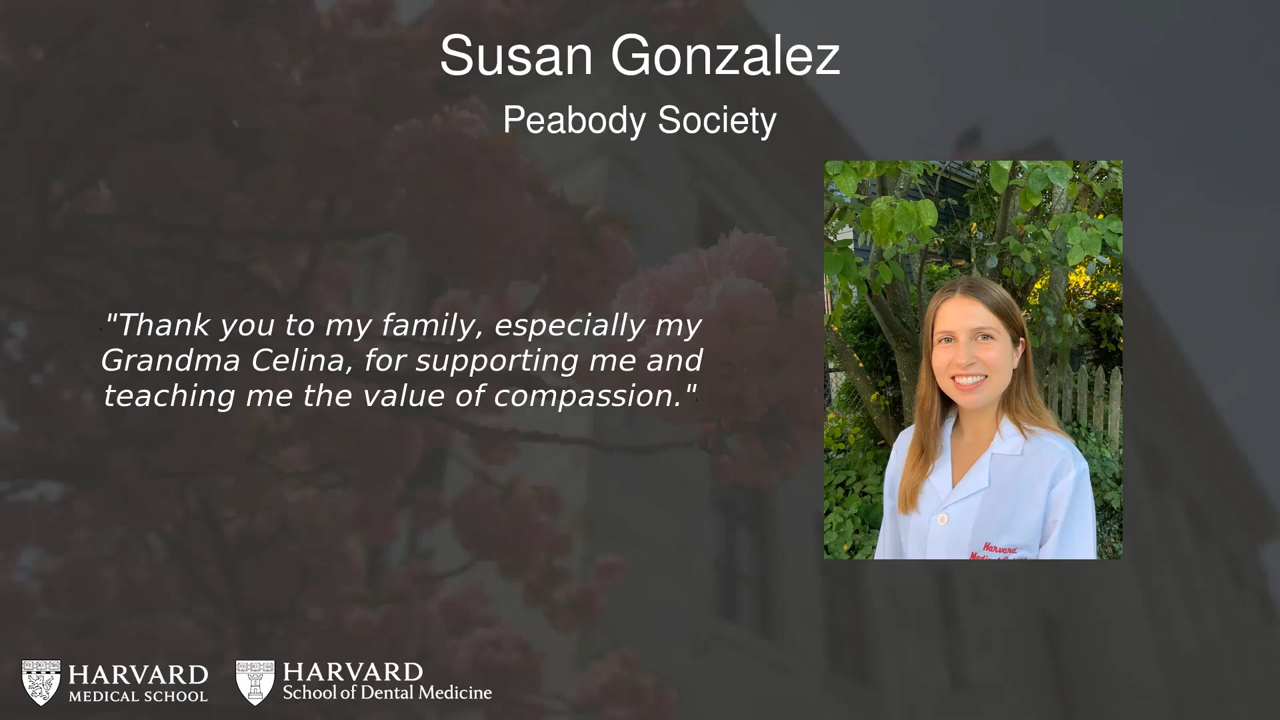 Susan Gonzalez
Peabody Society
"Thank you to my family, especially my
Grandma Celina, for supporting me and
teaching me the value of compassion."
Harvard
HARVARD
MEDICAL SCHOOL
HARVARD
School of Dental Medicine